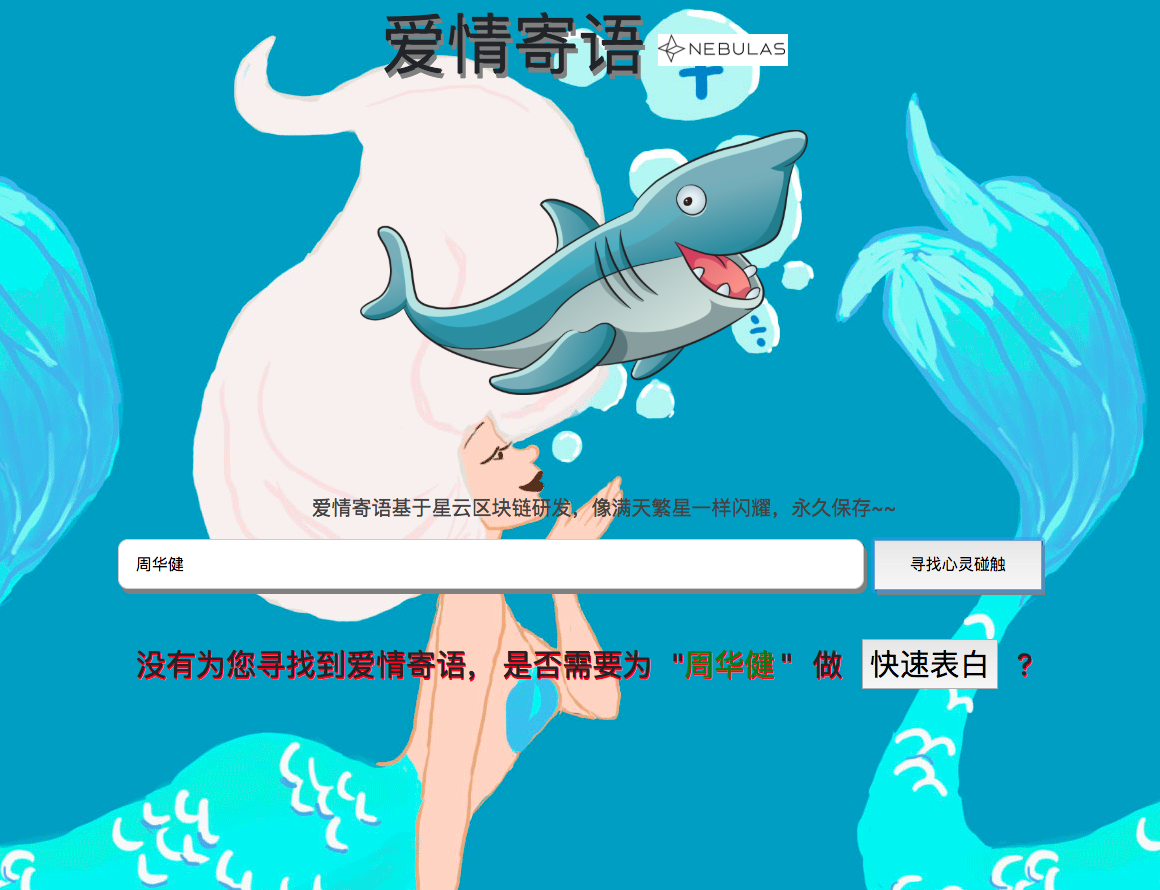 爱情寄语 NEBULAS
+
÷
爱情寄语基于星云区块链研发，像满天繁星一样闪耀，永久保存~~
周华健 寻找心灵碰触
没有为您寻找到爱情寄语， 是否需要为 "周华健" 做 快速表白 ？